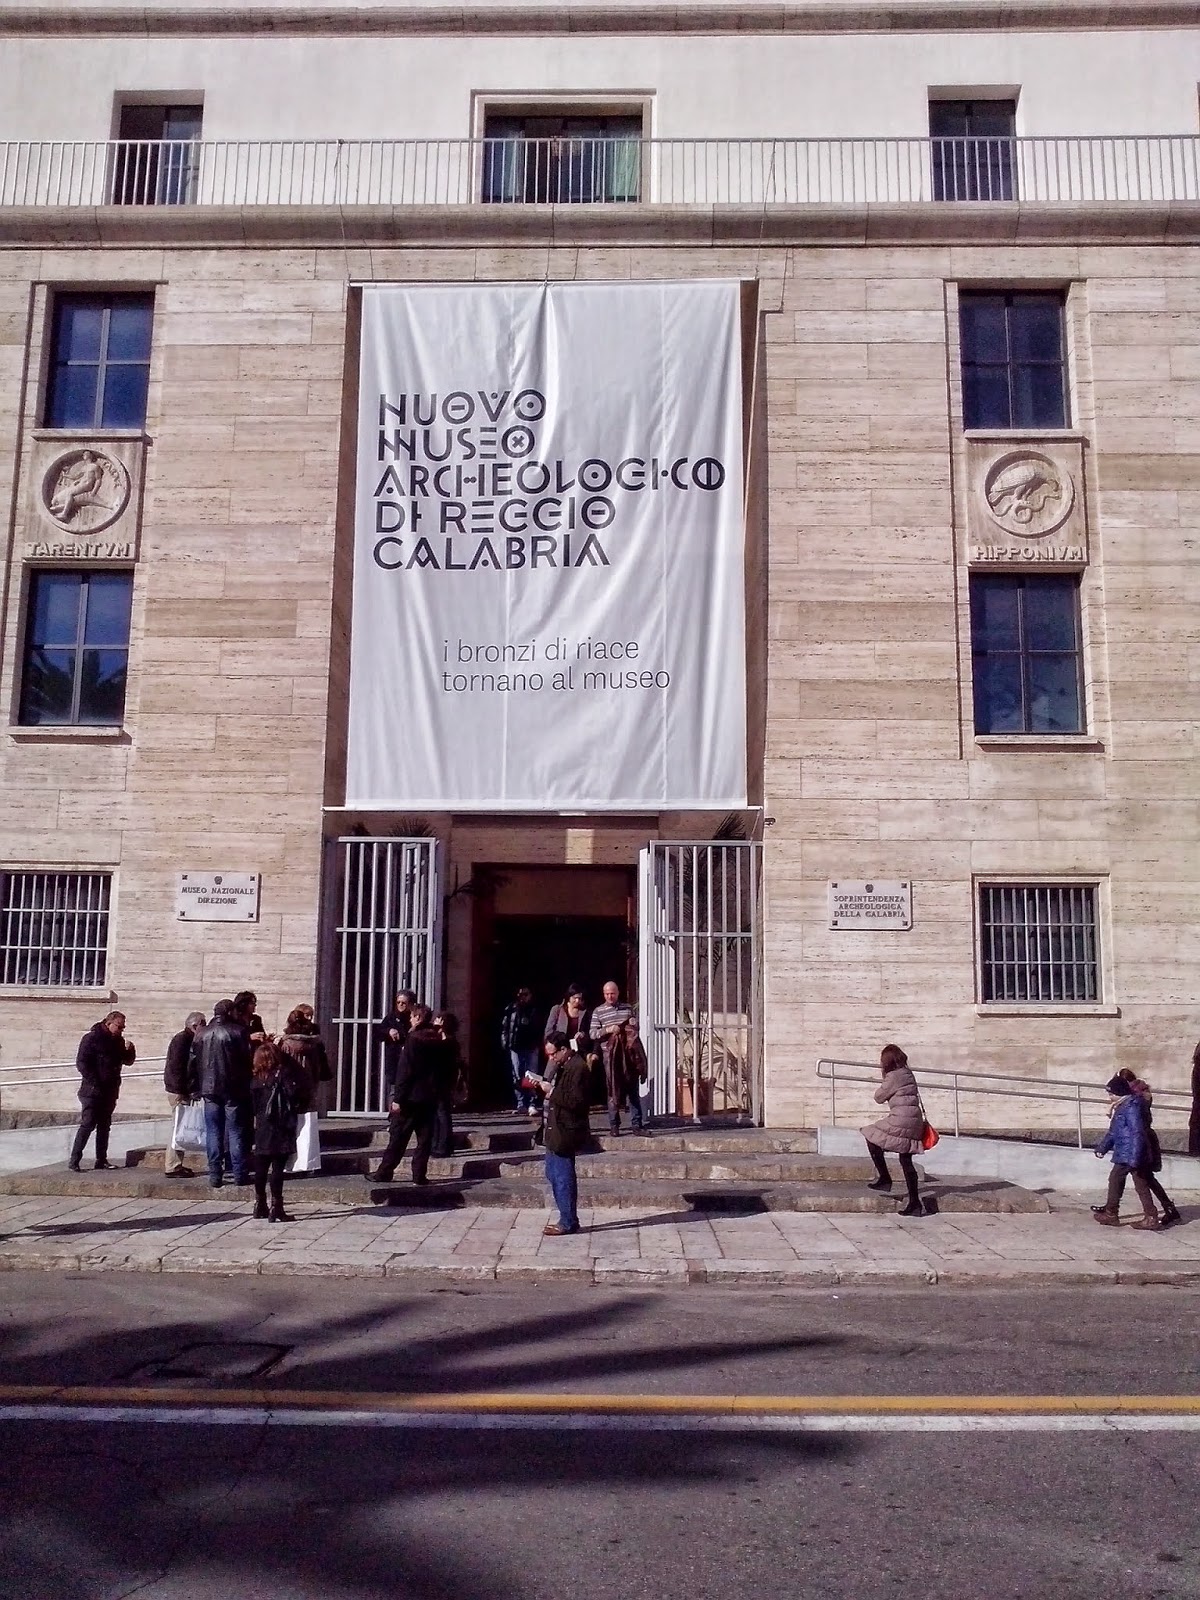 NUOVO
MUSEO
ARCHEOLOGICO
DI REGGIO
CALABRIA
i bronzi di riace
tornano al museo
TARENTVM
HIPPONIVM
MUSEO NAZIONALE
DIREZIONE
SOPRINTENDENZA
ARCHEOLOGICA
DELLA CALABRIA